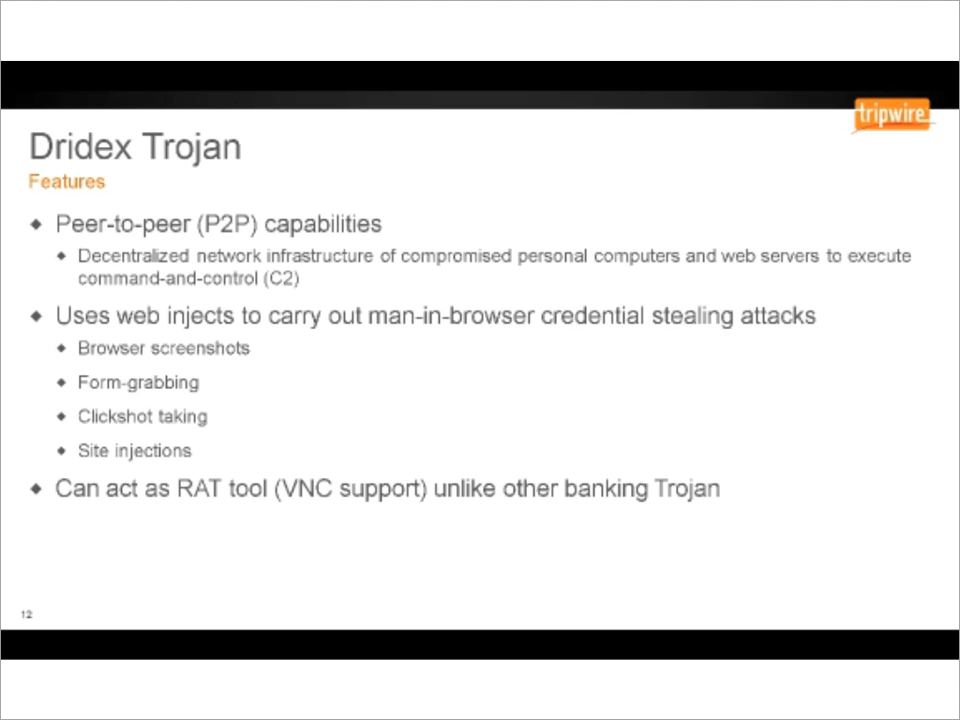 tripwire
Dridex Trojan
Features
Peer-to-peer (P2P) capabilities
Decentralized network infrastructure of compromised personal computers and web servers to execute
command-and-control (C2)
Uses web injects to carry out man-in-browser credential stealing attacks
Browser screenshots
Form-grabbing
Clickshot taking
Site injections
Can act as RAT tool (VNC support) unlike other banking Trojan
12